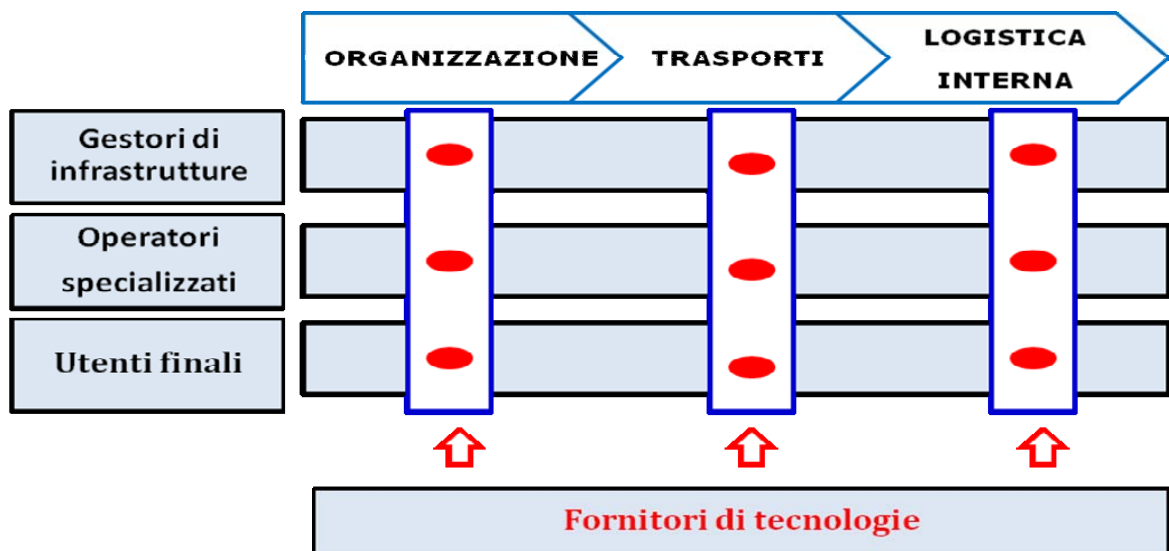 ORGANIZZAZIONE
TRASPORTI
LOGISTICA
INTERNA
Gestori di
infrastrutture
Operatori
specializzati
Utenti finali
Fornitori di tecnologie